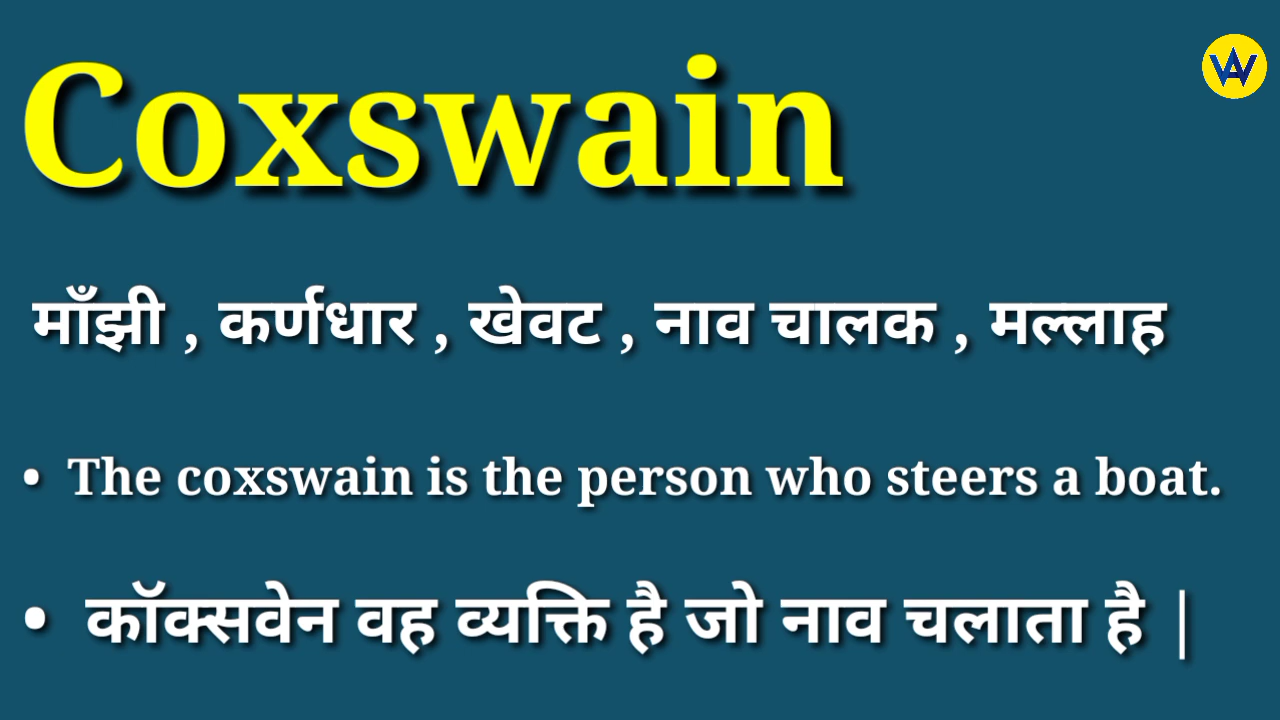 Coxswain
माँझी , कर्णधार , खेवट , नाव चालक , मल्लाह
• The coxswain is the person who steers a boat.
• कॉक्सवेन वह व्यक्ति है जो नाव चलाता है |